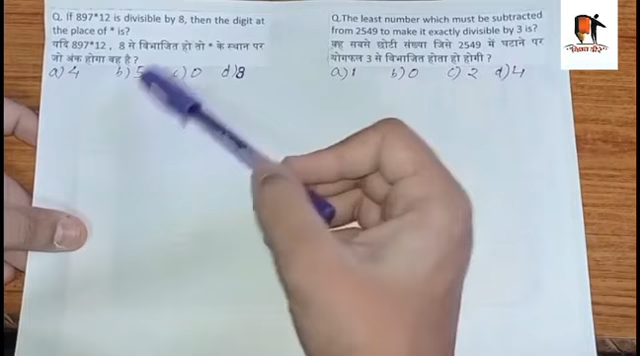 Q. If 897*12 is divisible by 8, then the digit at
the place of * is?
यदि 897*12 , 8 से विभाजित हो तो * के स्थान पर
जो अंक होगा वह है ?
a) 4 b) 5 c) 0 d) 8
Q.The least number which must be subtracted
from 2549 to make it exactly divisible by 3 is?
वह सबसे छोटी संख्या जिसे 2549 में घटाने पर
योगफल 3 से विभाजित होता हो होगी ?
a) 1 b) 0 c) 2 d) 4